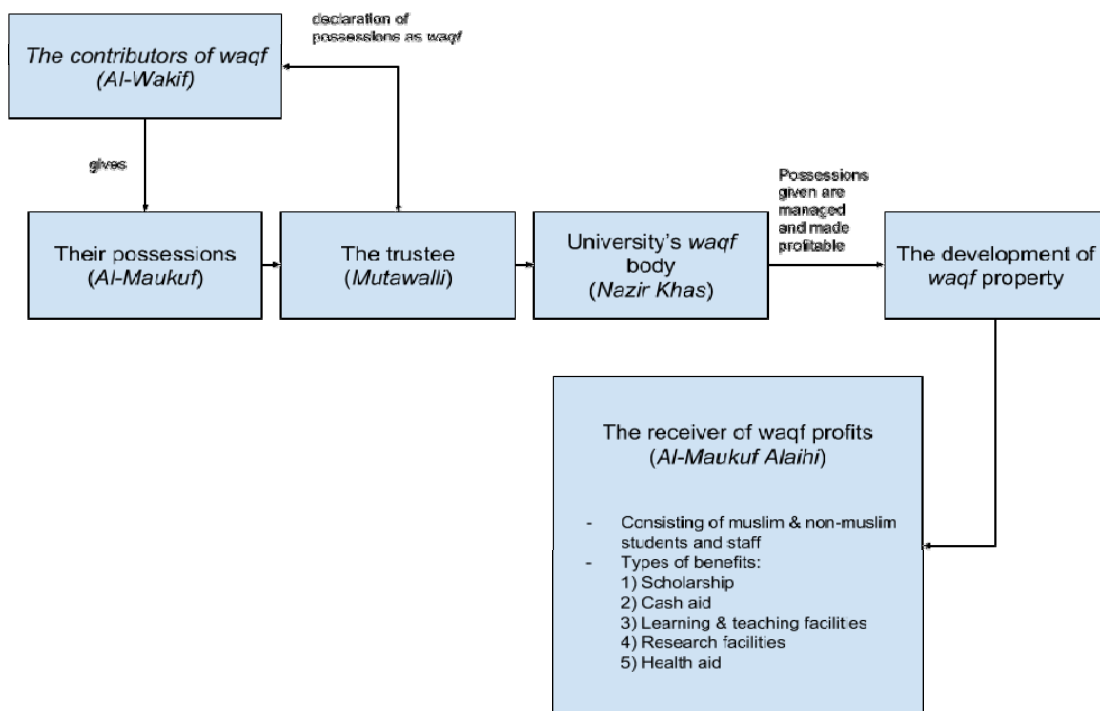 declaration of
possessions as waqf
The contributors of waqf
(Al-Wakif)
gives
Possessions
given are
managed
and made
profitable
Their possessions
(Al-Maukuf)
The trustee
(Mutawalli)
University's waqf
body
(Nazir Khas)
The development of
waqf property
The receiver of waqf profits
(Al-Maukuf Alaihi)
- Consisting of muslim & non-muslim
students and staff
- Types of benefits:
1) Scholarship
2) Cash aid
3) Learning & teaching facilities
4) Research facilities
5) Health aid